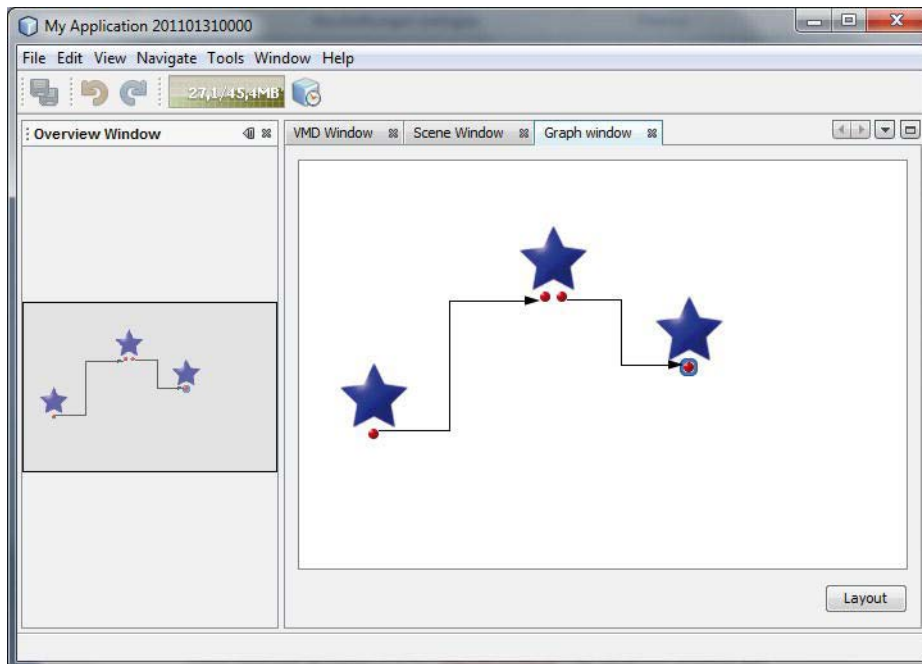 My Application 201101310000
File Edit View Navigate Tools Window Help
27,1/45,4MB
Overview Window
VMD Window Scene Window Graph window
Layout